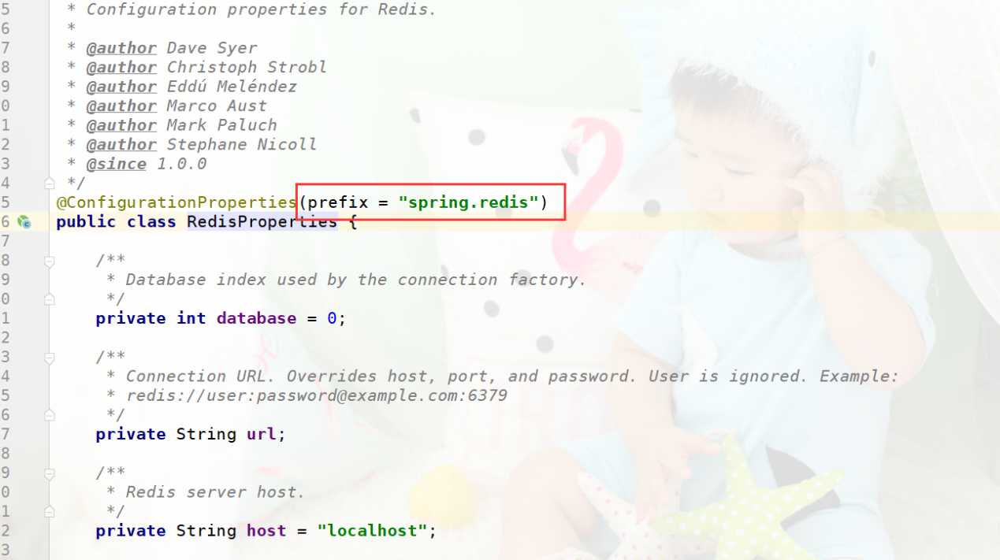 5 * Configuration properties for Redis.
6 *
7 * @author Dave Syer
8 * @author Christoph Strobl
9 * @author Eddú Meléndez
0 * @author Marco Aust
1 * @author Mark Paluch
2 * @author Stephane Nicoll
3 * @since 1.0.0
4 */
5 @ConfigurationProperties(prefix = "spring.redis")
6 public class RedisProperties {
7
8 /**
9 * Database index used by the connection factory.
0 */
1 private int database = 0;
2
3 /**
4 * Connection URL. Overrides host, port, and password. User is ignored. Example:
5 * redis://user:password@example.com:6379
6 */
7 private String url;
8
9 /**
0 * Redis server host.
1 */
2 private String host = "localhost";
3